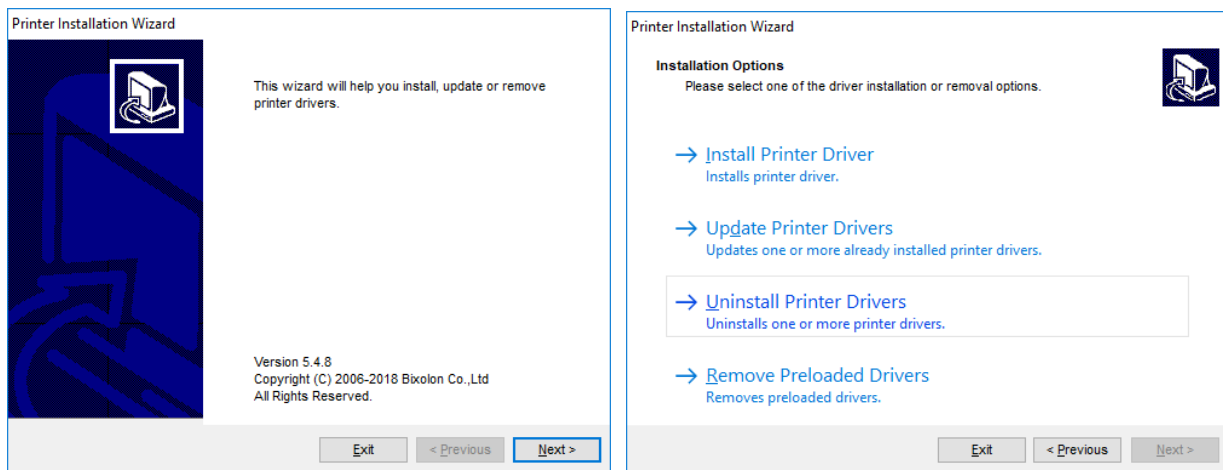 Printer Installation Wizard
This wizard will help you install, update or remove
printer drivers.
Version 5.4.8
Copyright (C) 2006-2018 Bixolon Co.,Ltd
All Rights Reserved.
Exit
< Previous
Next >
Printer Installation Wizard
Installation Options
Please select one of the driver installation or removal options.
→ Install Printer Driver
Installs printer driver.
→ Update Printer Drivers
Updates one or more already installed printer drivers.
→ Uninstall Printer Drivers
Uninstalls one or more printer drivers.
→ Remove Preloaded Drivers
Removes preloaded drivers.
Exit
< Previous
Next >